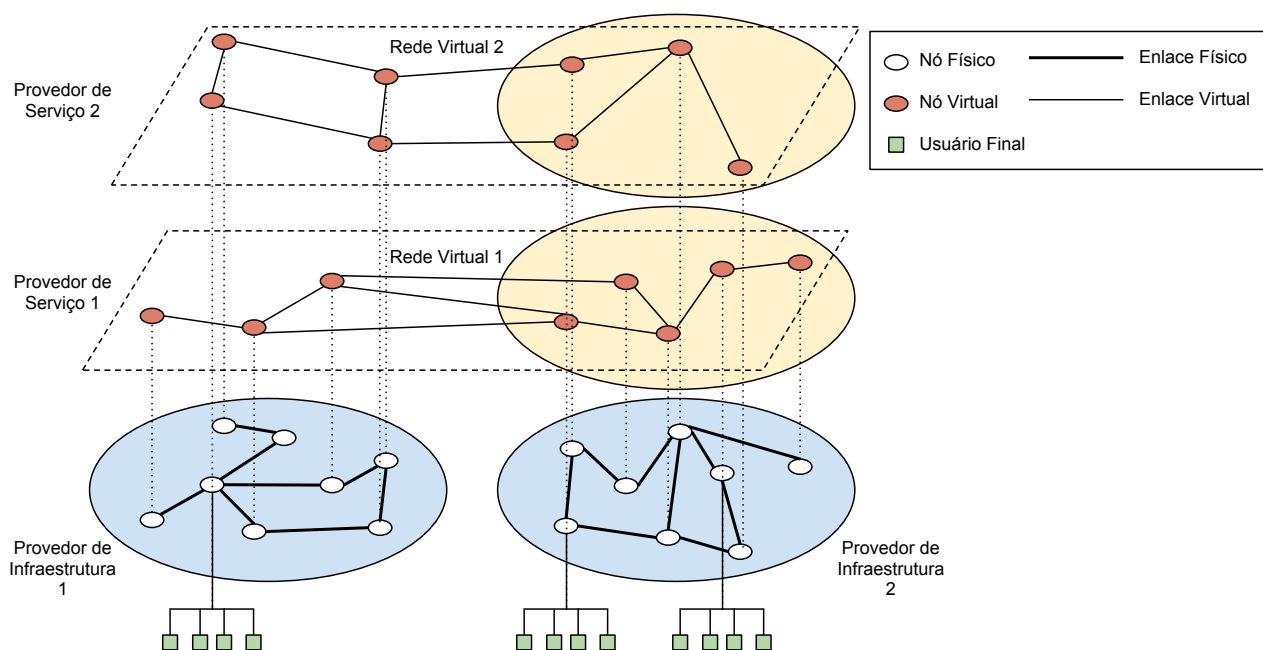 Rede Virtual 2
Provedor de
Serviço 2
Nó Físico
Enlace Físico
Nó Virtual
Enlace Virtual
Usuário Final
Rede Virtual 1
Provedor de
Serviço 1
Provedor de
Infraestrutura
1
Provedor de
Infraestrutura
2